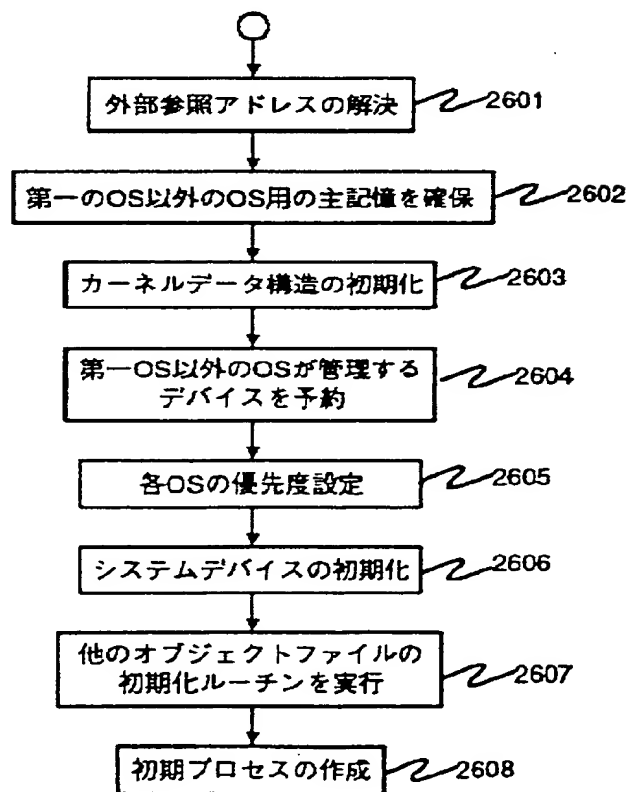 外部参照アドレスの解決
2601
第一のOS以外のOS用の主記憶を確保
2602
カーネルデータ構造の初期化
2603
第一OS以外のOSが管理する
デバイスを予約
2604
各OSの優先度設定
2605
システムデバイスの初期化
2606
他のオブジェクトファイルの
初期化ルーチンを実行
2607
初期プロセスの作成
2608